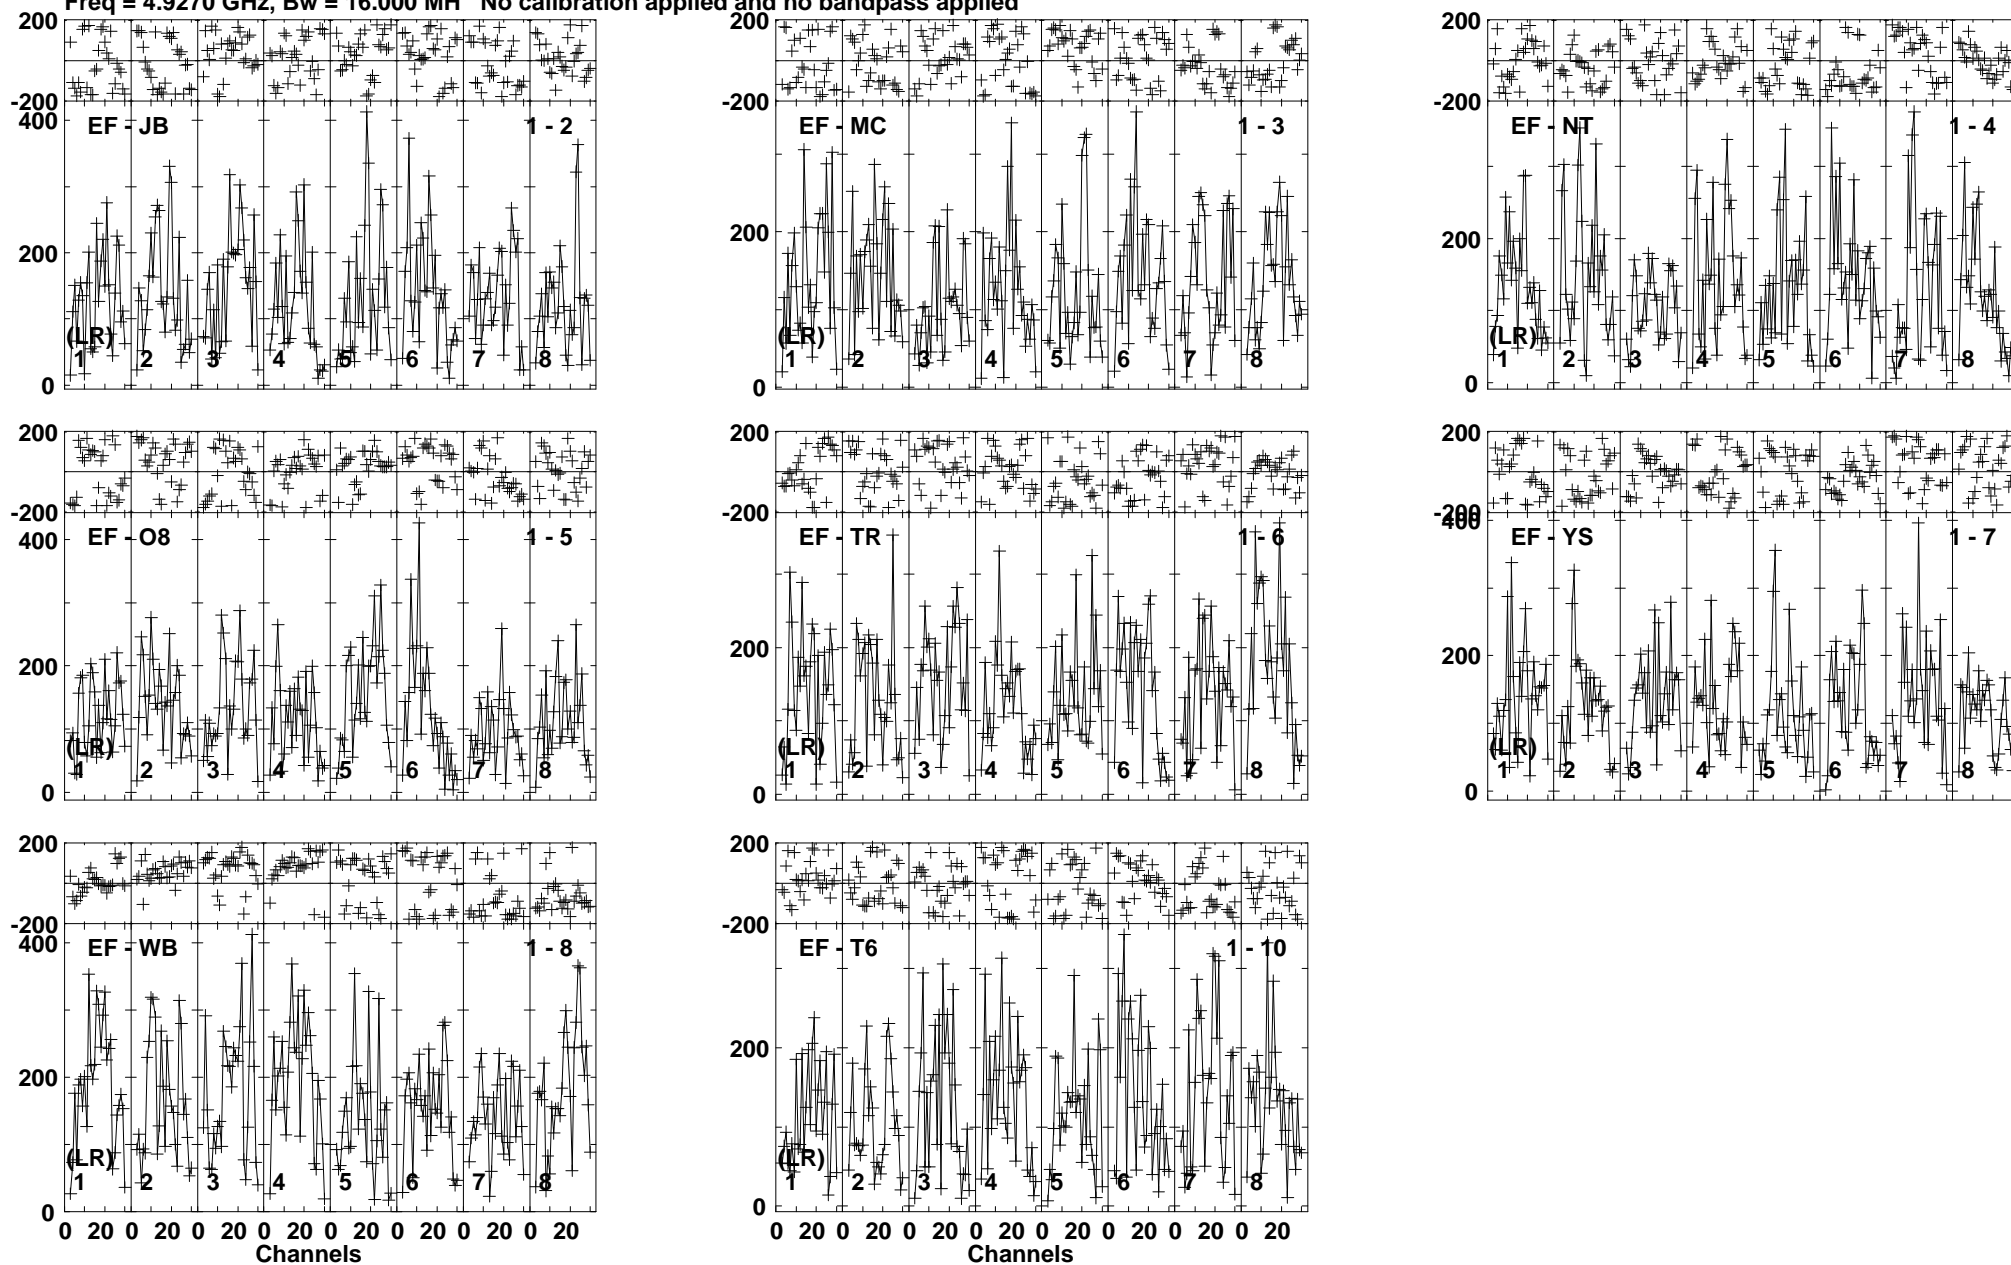 Freq = 4.9270 GHz, Bw = 16.000 MH No calibration applied and no bandpass applied
200
-200
400
200
0
EF - JB
1 - 2
(LR)
1 2 3 4 5 6 7 8
200
-200
200
0
EF - MC
1 - 3
(LR)
1 2 3 4 5 6 7 8
200
-200
200
0
EF - NT
1 - 4
(LR)
1 2 3 4 5 6 7 8
200
-200
400
200
0
EF - O8
1 - 5
(LR)
1 2 3 4 5 6 7 8
200
-200
200
0
EF - TR
1 - 6
(LR)
1 2 3 4 5 6 7 8
200
-200
400
200
0
EF - YS
1 - 7
(LR)
1 2 3 4 5 6 7 8
200
-200
400
200
0
EF - WB
1 - 8
(LR)
1 2 3 4 5 6 7 8
0 20 0 20 0 20 0 20 0 20 0 20 0 20 0 20
Channels
200
-200
200
0
EF - T6
1 - 10
(LR)
1 2 3 4 5 6 7 8
0 20 0 20 0 20 0 20 0 20 0 20 0 20 0 20
Channels